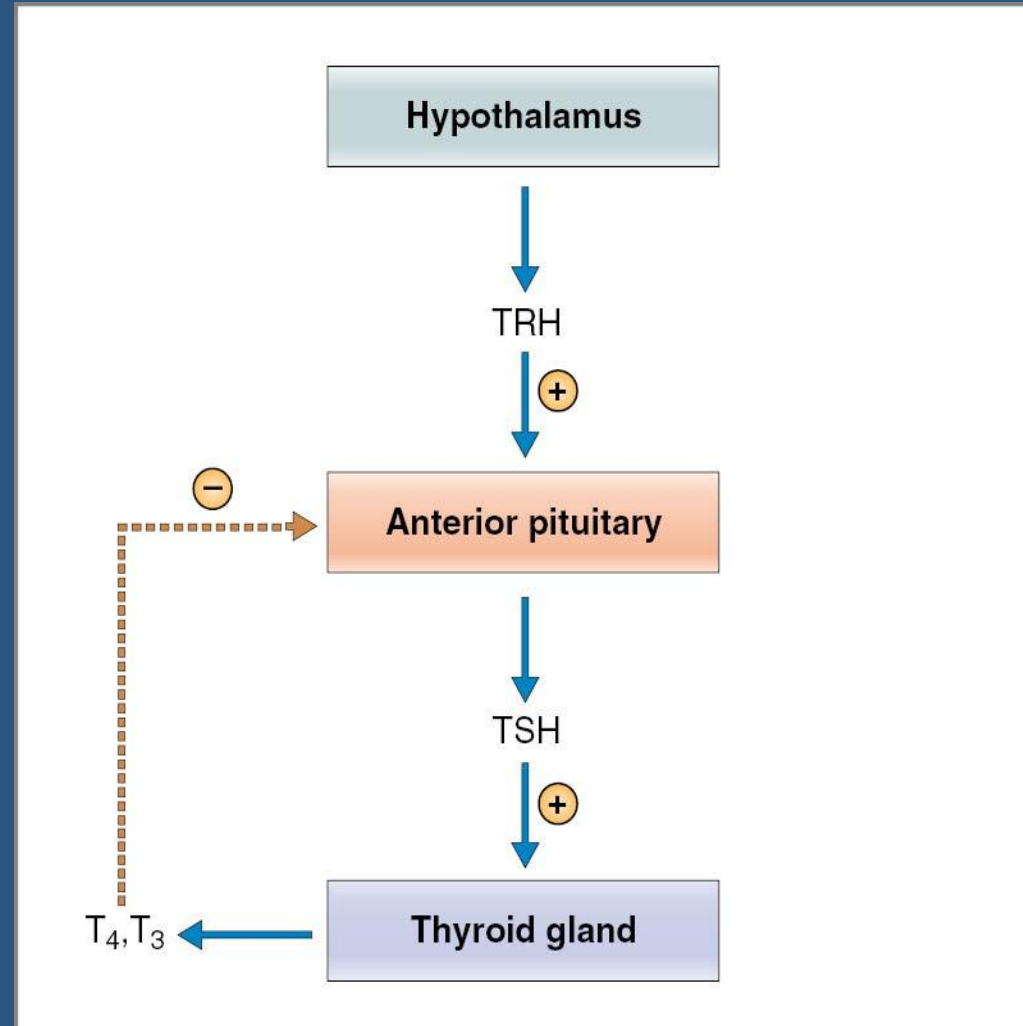 Hypothalamus
TRH
+
−
Anterior pituitary
TSH
+
Thyroid gland
T₄,T₃